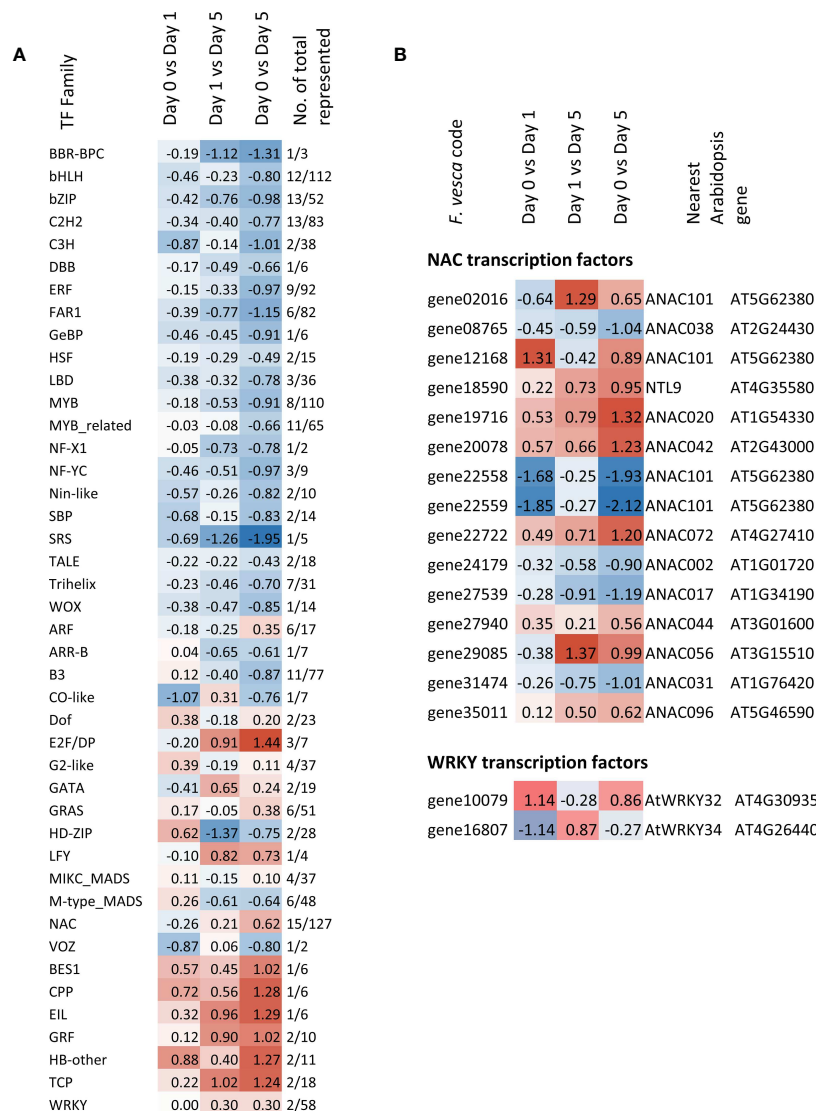 A
TF Family
Day 0 vs Day 1
Day 1 vs Day 5
Day 0 vs Day 5
No. of total
represented
BBR-BPC -0.19 -1.12 -1.31 1/3
bHLH -0.46 -0.23 -0.80 12/112
bZIP -0.42 -0.76 -0.98 13/52
C2H2 -0.34 -0.40 -0.77 13/83
C3H -0.87 -0.14 -1.01 2/38
DBB -0.17 -0.49 -0.66 1/6
ERF -0.15 -0.33 -0.97 9/92
FAR1 -0.39 -0.77 -1.15 6/82
GeBP -0.46 -0.45 -0.91 1/6
HSF -0.19 -0.29 -0.49 2/15
LBD -0.38 -0.32 -0.78 3/36
MYB -0.18 -0.53 -0.91 8/110
MYB_related -0.03 -0.08 -0.66 11/65
NF-X1 -0.05 -0.73 -0.78 1/2
NF-YC -0.46 -0.51 -0.97 3/9
Nin-like -0.57 -0.26 -0.82 2/10
SBP -0.68 -0.15 -0.83 2/14
SRS -0.69 -1.26 -1.95 1/5
TALE -0.22 -0.22 -0.43 2/18
Trihelix -0.23 -0.46 -0.70 7/31
WOX -0.38 -0.47 -0.85 1/14
ARF -0.18 -0.25 0.35 6/17
ARR-B 0.04 -0.65 -0.61 1/7
B3 0.12 -0.40 -0.87 11/77
CO-like -1.07 0.31 -0.76 1/7
Dof 0.38 -0.18 0.20 2/23
E2F/DP -0.20 0.91 1.44 3/7
G2-like 0.39 -0.19 0.11 4/37
GATA -0.41 0.65 0.24 2/19
GRAS 0.17 -0.05 0.38 6/51
HD-ZIP 0.62 -1.37 -0.75 2/28
LFY -0.10 0.82 0.73 1/4
MIKC_MADS 0.11 -0.15 0.10 4/37
M-type_MADS 0.26 -0.61 -0.64 6/48
NAC -0.26 0.21 0.62 15/127
VOZ -0.87 0.06 -0.80 1/2
BES1 0.57 0.45 1.02 1/6
CPP 0.72 0.56 1.28 1/6
EIL 0.32 0.96 1.29 1/6
GRF 0.12 0.90 1.02 2/10
HB-other 0.88 0.40 1.27 2/11
TCP 0.22 1.02 1.24 2/18
WRKY 0.00 0.30 0.30 2/58
B
F. vesca code
Day 0 vs Day 1
Day 1 vs Day 5
Day 0 vs Day 5
Nearest
Arabidopsis
gene
NAC transcription factors
gene02016 -0.64 1.29 0.65 ANAC101 AT5G62380
gene08765 -0.45 -0.59 -1.04 ANAC038 AT2G24430
gene12168 1.31 -0.42 0.89 ANAC101 AT5G62380
gene18590 0.22 0.73 0.95 NTL9 AT4G35580
gene19716 0.53 0.79 1.32 ANAC020 AT1G54330
gene20078 0.57 0.66 1.23 ANAC042 AT2G43000
gene22558 -1.68 -0.25 -1.93 ANAC101 AT5G62380
gene22559 -1.85 -0.27 -2.12 ANAC101 AT5G62380
gene22722 0.49 0.71 1.20 ANAC072 AT4G27410
gene24179 -0.32 -0.58 -0.90 ANAC002 AT1G01720
gene27539 -0.28 -0.91 -1.19 ANAC017 AT1G34190
gene27940 0.35 0.21 0.56 ANAC044 AT3G01600
gene29085 -0.38 1.37 0.99 ANAC056 AT3G15510
gene31474 -0.26 -0.75 -1.01 ANAC031 AT1G76420
gene35011 0.12 0.50 0.62 ANAC096 AT5G46590
WRKY transcription factors
gene10079 1.14 -0.28 0.86 AtWRKY32 AT4G30935
gene16807 -1.14 0.87 -0.27 AtWRKY34 AT4G26440